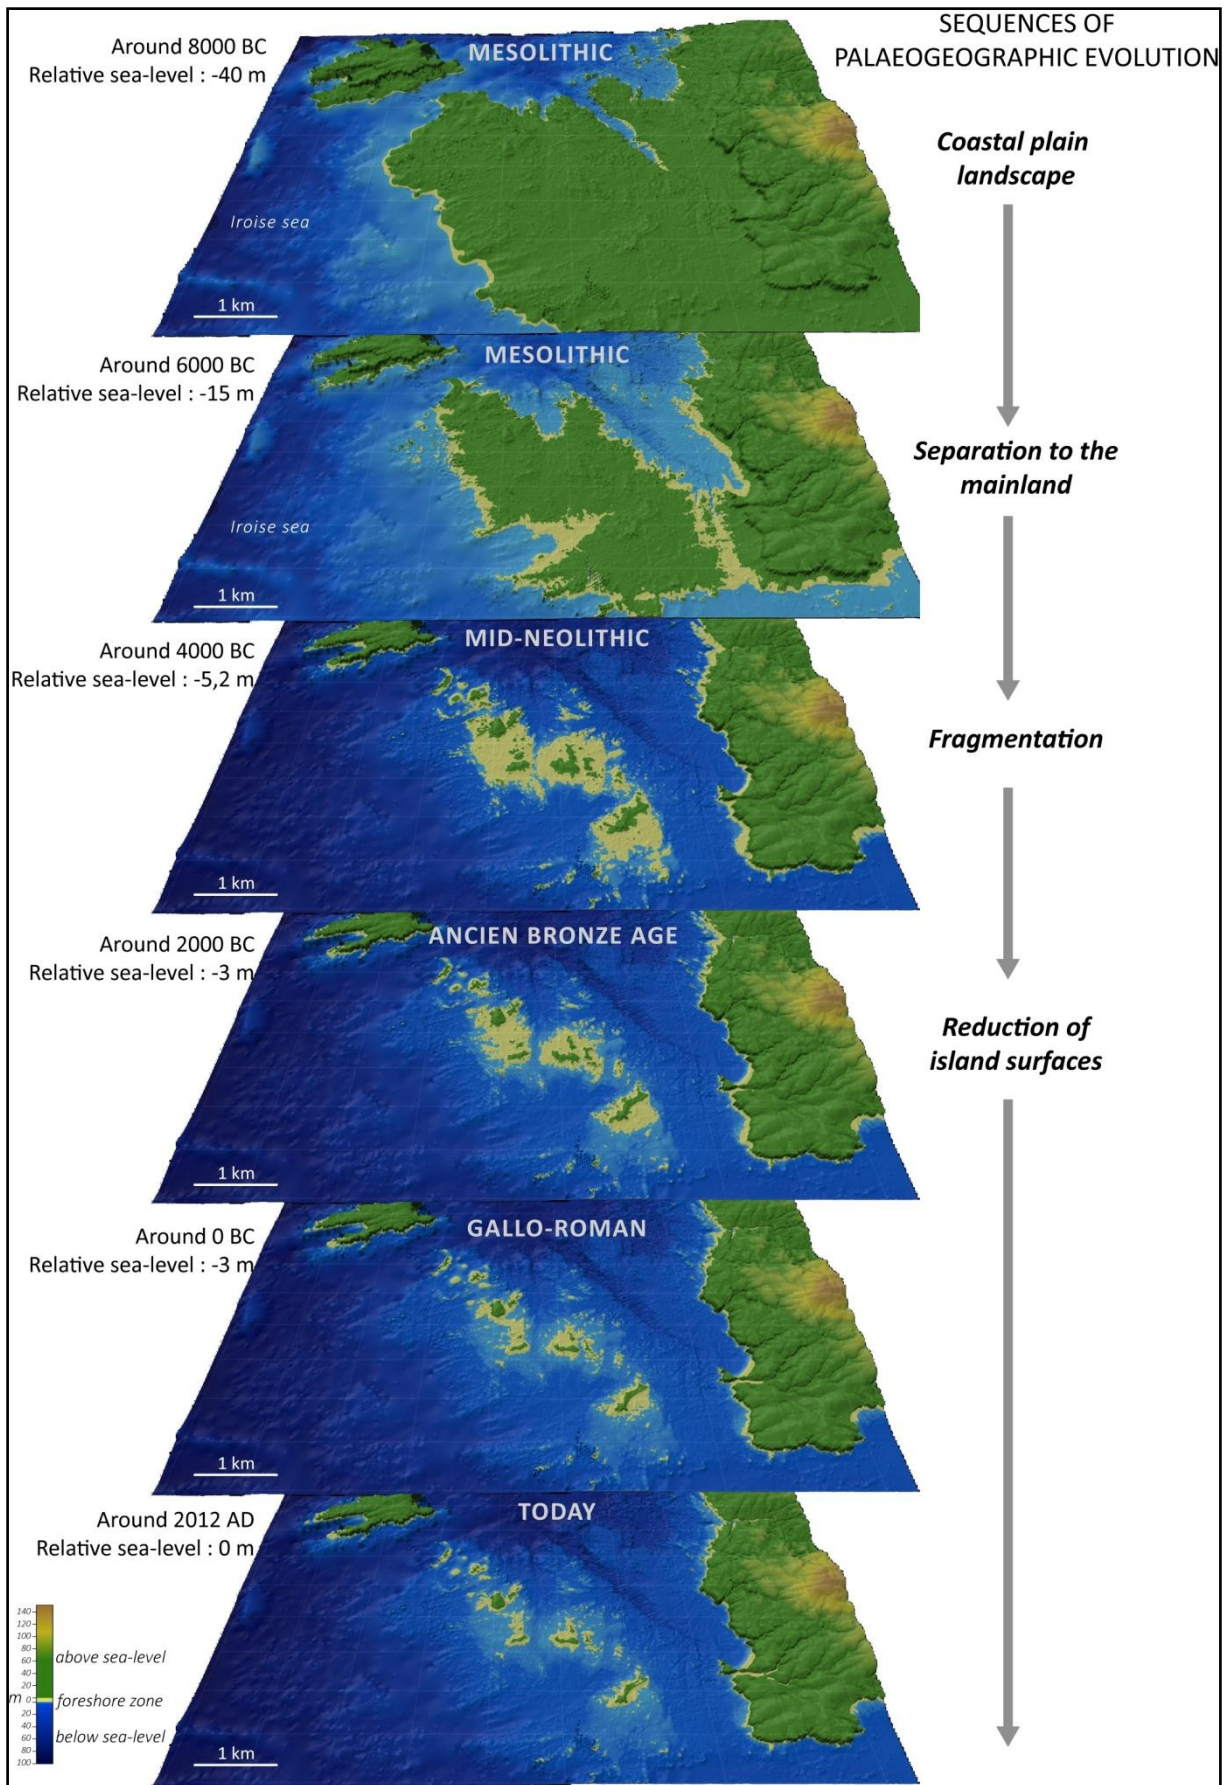 SEQUENCES OF
PALAEOGEOGRAPHIC EVOLUTION
Around 8000 BC
Relative sea-level : -40 m
MESOLITHIC
Iroise sea
1 km
Coastal plain
landscape
Around 6000 BC
Relative sea-level : -15 m
MESOLITHIC
Iroise sea
1 km
Separation to the
mainland
Around 4000 BC
Relative sea-level : -5,2 m
MID-NEOLITHIC
1 km
Fragmentation
Around 2000 BC
Relative sea-level : -3 m
ANCIEN BRONZE AGE
1 km
Reduction of
island surfaces
Around 0 BC
Relative sea-level : -3 m
GALLO-ROMAN
1 km
Around 2012 AD
Relative sea-level : 0 m
TODAY
1 km
140
120
100
80
60
above sea-level
40
20
m 0
foreshore zone
20
40
60
below sea-level
80
100